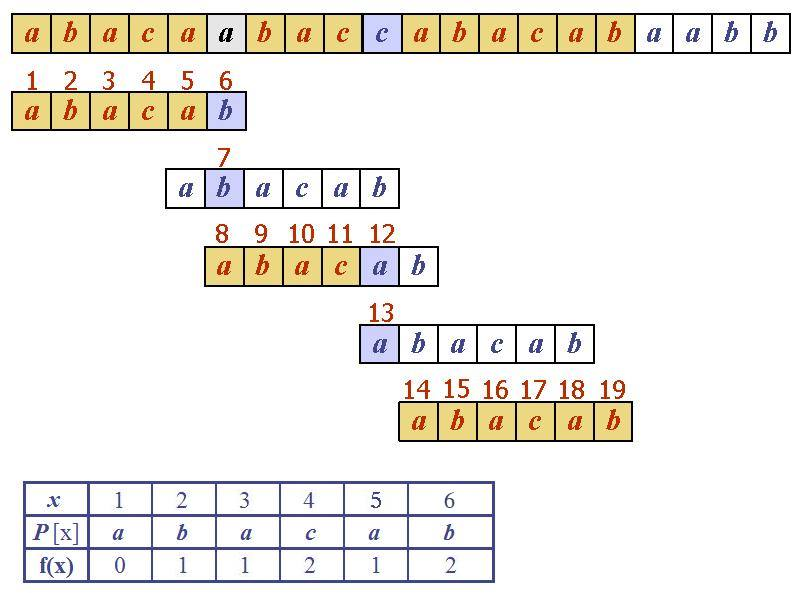 a b a c a a b a c c a b a c a b a a b b
1 2 3 4 5 6
a b a c a b
7
a b a c a b
8 9 10 11 12
a b a c a b
13
a b a c a b
14 15 16 17 18 19
a b a c a b
x 1 2 3 4 5 6
P[x] a b a c a b
f(x) 0 1 1 2 1 2